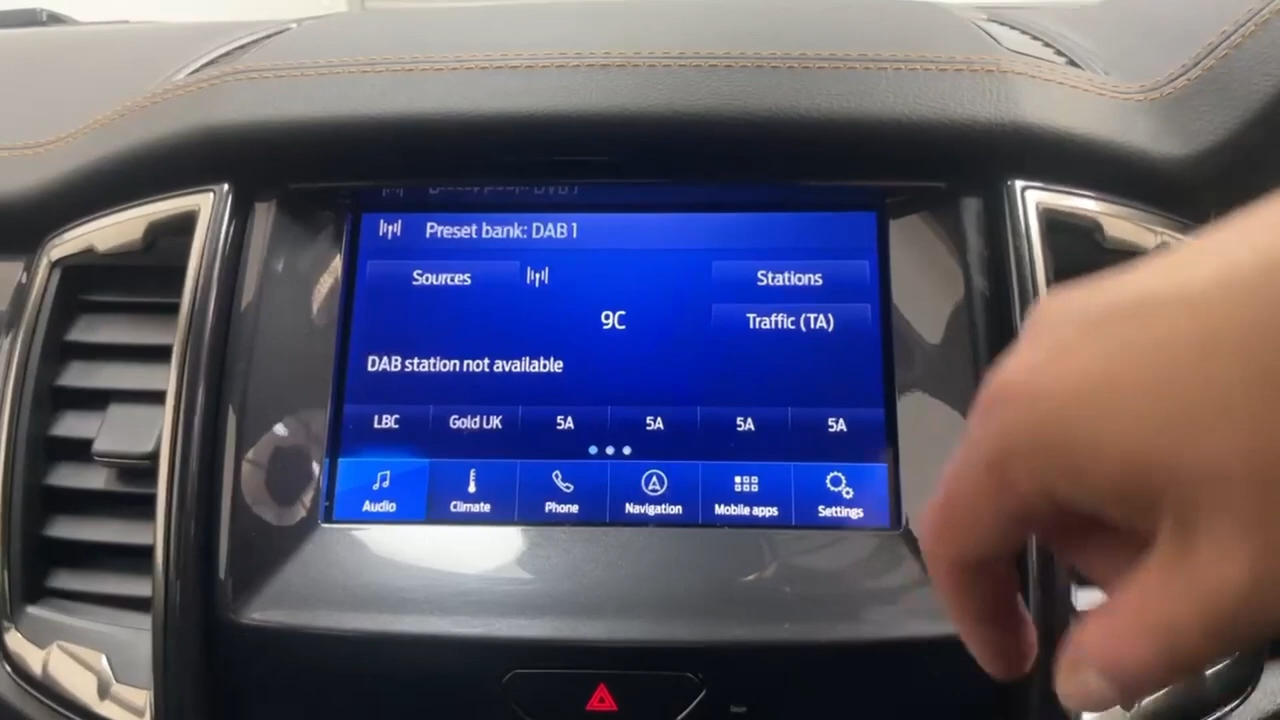 Preset bank: DAB 1
Sources
Stations
9C
Traffic (TA)
DAB station not available
LBC Gold UK 5A 5A 5A 5A
Audio Climate Phone Navigation Mobile apps Settings